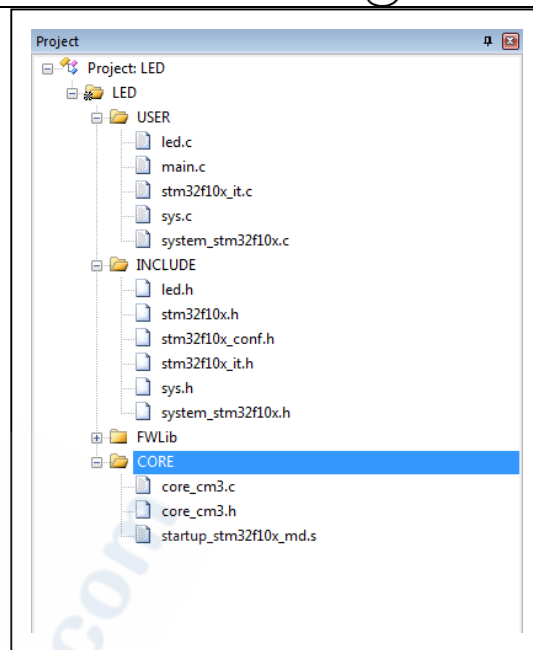 Project
Project: LED
LED
USER
led.c
main.c
stm32f10x_it.c
sys.c
system_stm32f10x.c
INCLUDE
led.h
stm32f10x.h
stm32f10x_conf.h
stm32f10x_it.h
sys.h
system_stm32f10x.h
FWLib
CORE
core_cm3.c
core_cm3.h
startup_stm32f10x_md.s
com